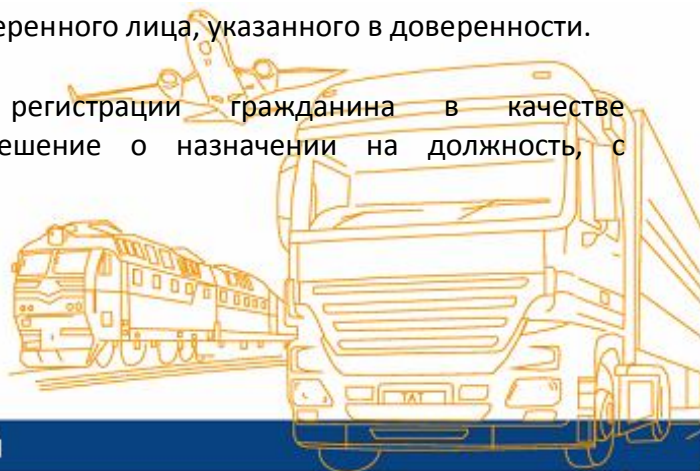 еренного лица, указанного в доверенности.
регистрации гражданина в качестве
ешение о назначении на должность, с